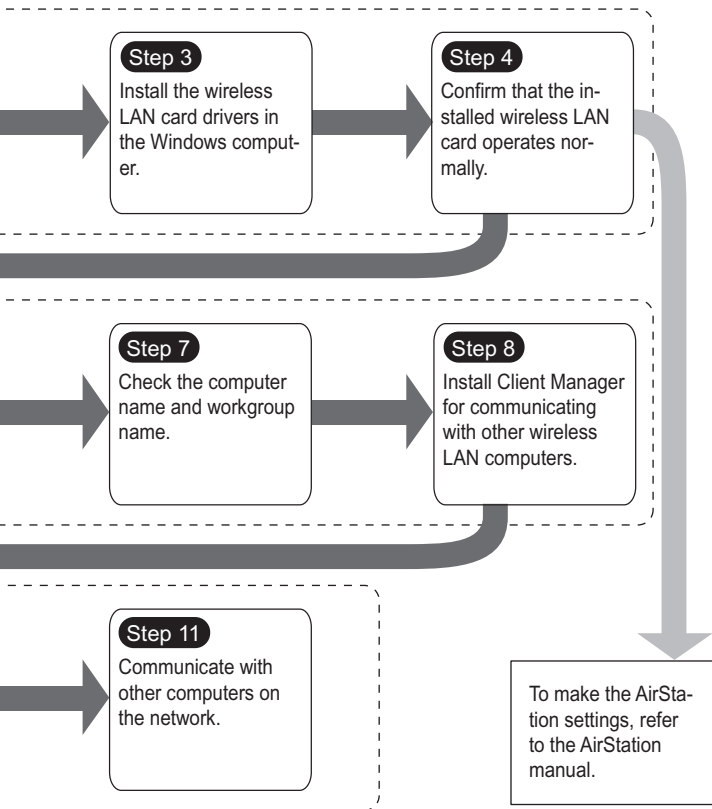 Step 3
Install the wireless
LAN card drivers in
the Windows comput-
er.
Step 4
Confirm that the in-
stalled wireless LAN
card operates nor-
mally.
Step 7
Check the computer
name and workgroup
name.
Step 8
Install Client Manager
for communicating
with other wireless
LAN computers.
Step 11
Communicate with
other computers on
the network.
To make the AirSta-
tion settings, refer
to the AirStation
manual.